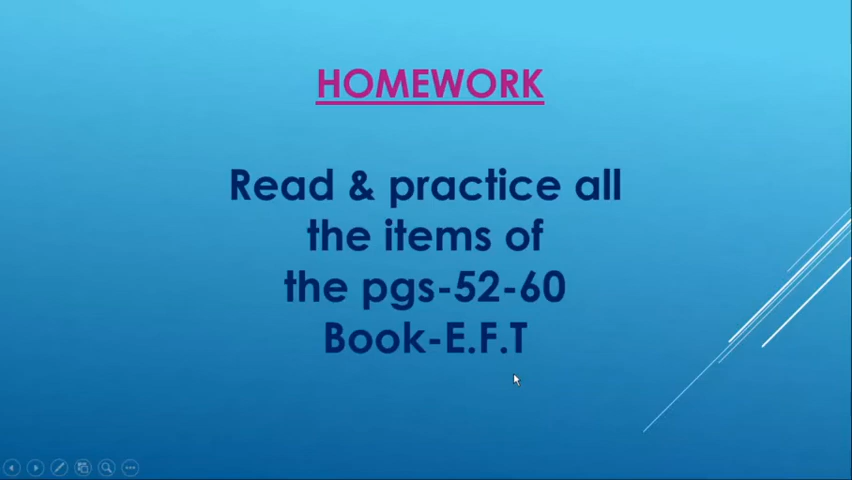 HOMEWORK
Read & practice all
the items of
the pgs-52-60
Book-E.F.T